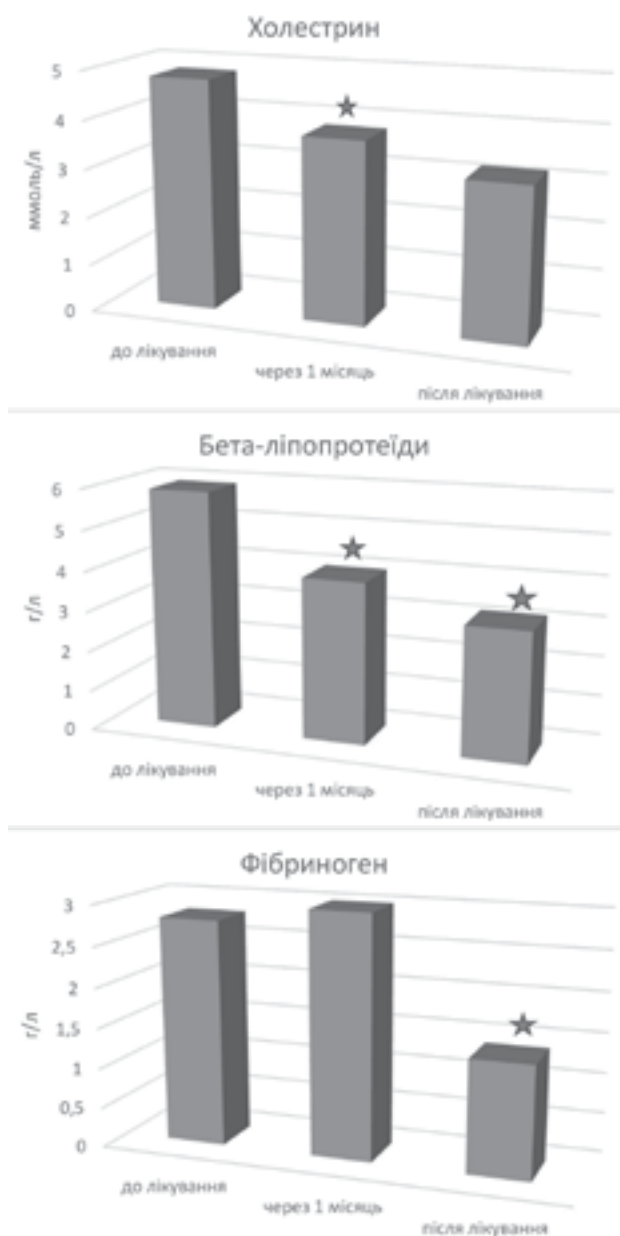 Холестрин
5
4
3
2
1
0
ммоль/л
до лікування
через 1 місяць
після лікування
Бета-ліпопротеїди
6
5
4
3
2
1
0
г/л
до лікування
через 1 місяць
після лікування
Фібриноген
3
2,5
2
1,5
1
0,5
0
г/л
до лікування
через 1 місяць
після лікування